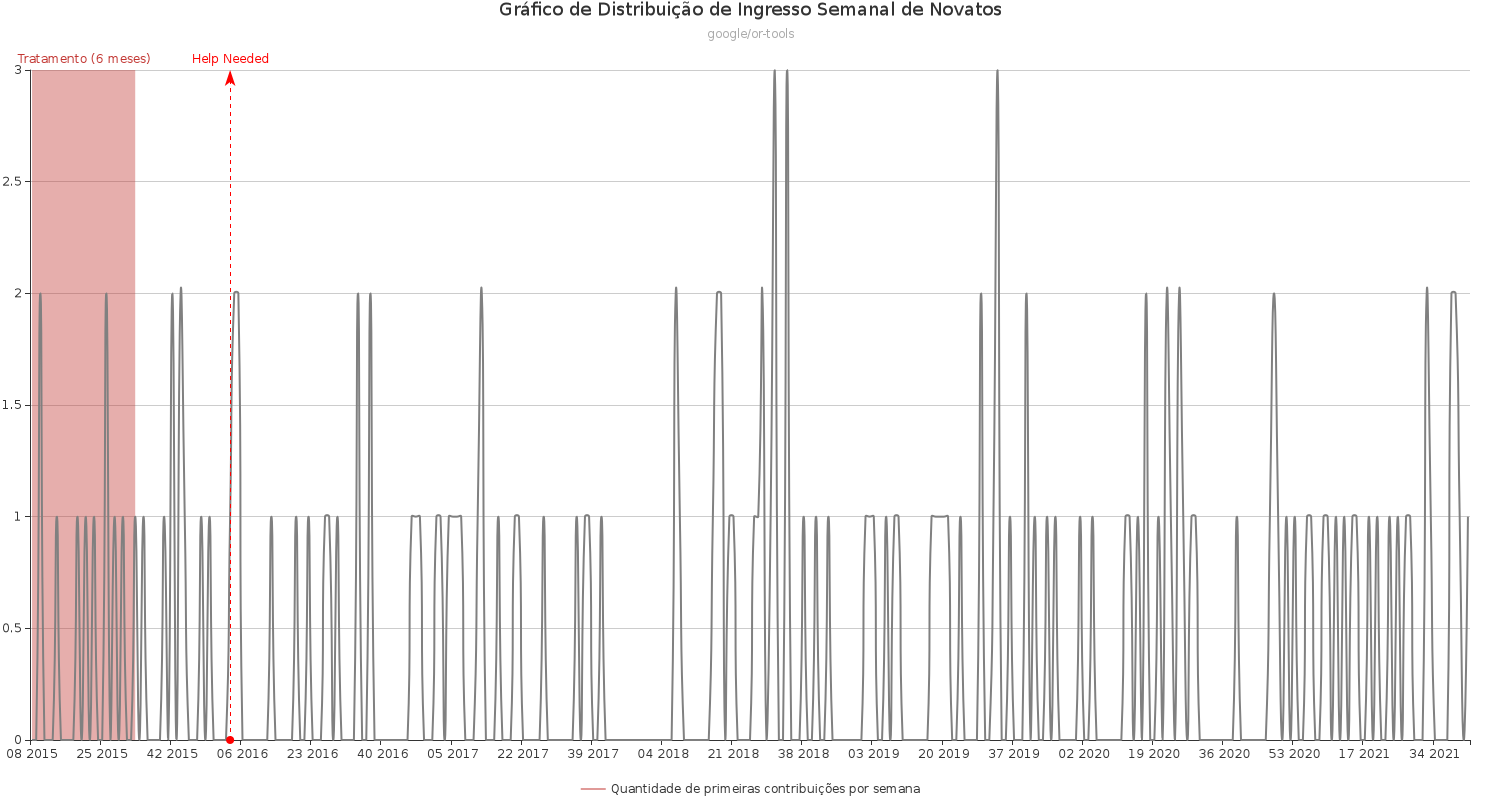 Gráfico de Distribuição de Ingresso Semanal de Novatos
google/or-tools
Tratamento (6 meses)
Help Needed
3
2.5
2
1.5
1
0.5
0
08 2015 25 2015 42 2015 06 2016 23 2016 40 2016 05 2017 22 2017 39 2017 04 2018 21 2018 38 2018 03 2019 20 2019 37 2019 02 2020 19 2020 36 2020 53 2020 17 2021 34 2021
Quantidade de primeiras contribuições por semana